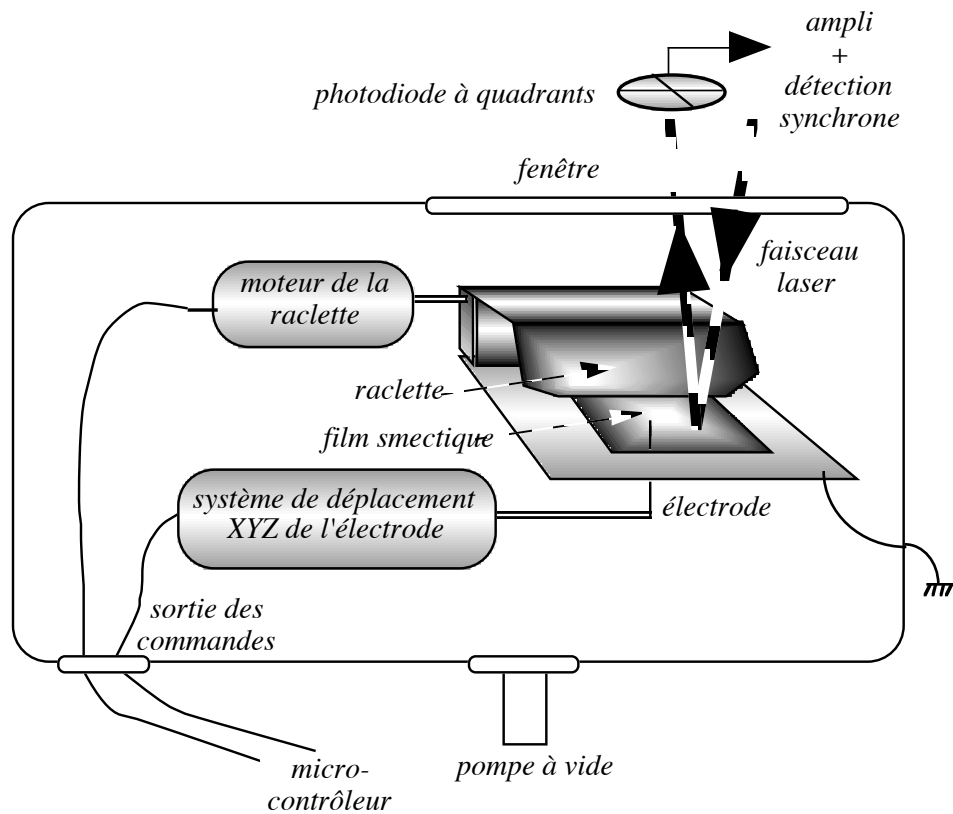 ampli
+
détection
synchrone
photodiode à quadrants
fenêtre
faisceau
laser
moteur de la
raclette
raclette
film smectique
système de déplacement
XYZ de l'électrode
électrode
sortie des
commandes
micro-
contrôleur
pompe à vide